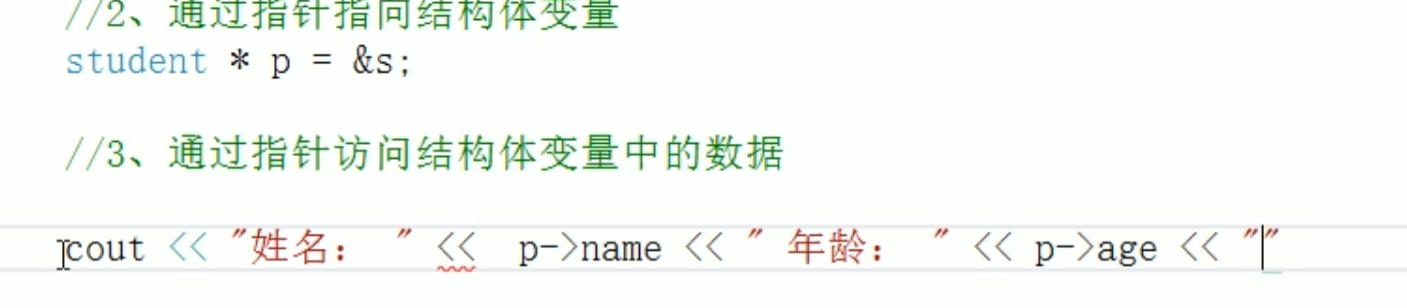 //2、通过指针指向结构体变量
student * p = &s;
//3、通过指针访问结构体变量中的数据
cout << "姓名： " << p->name << " 年龄： " << p->age << ""